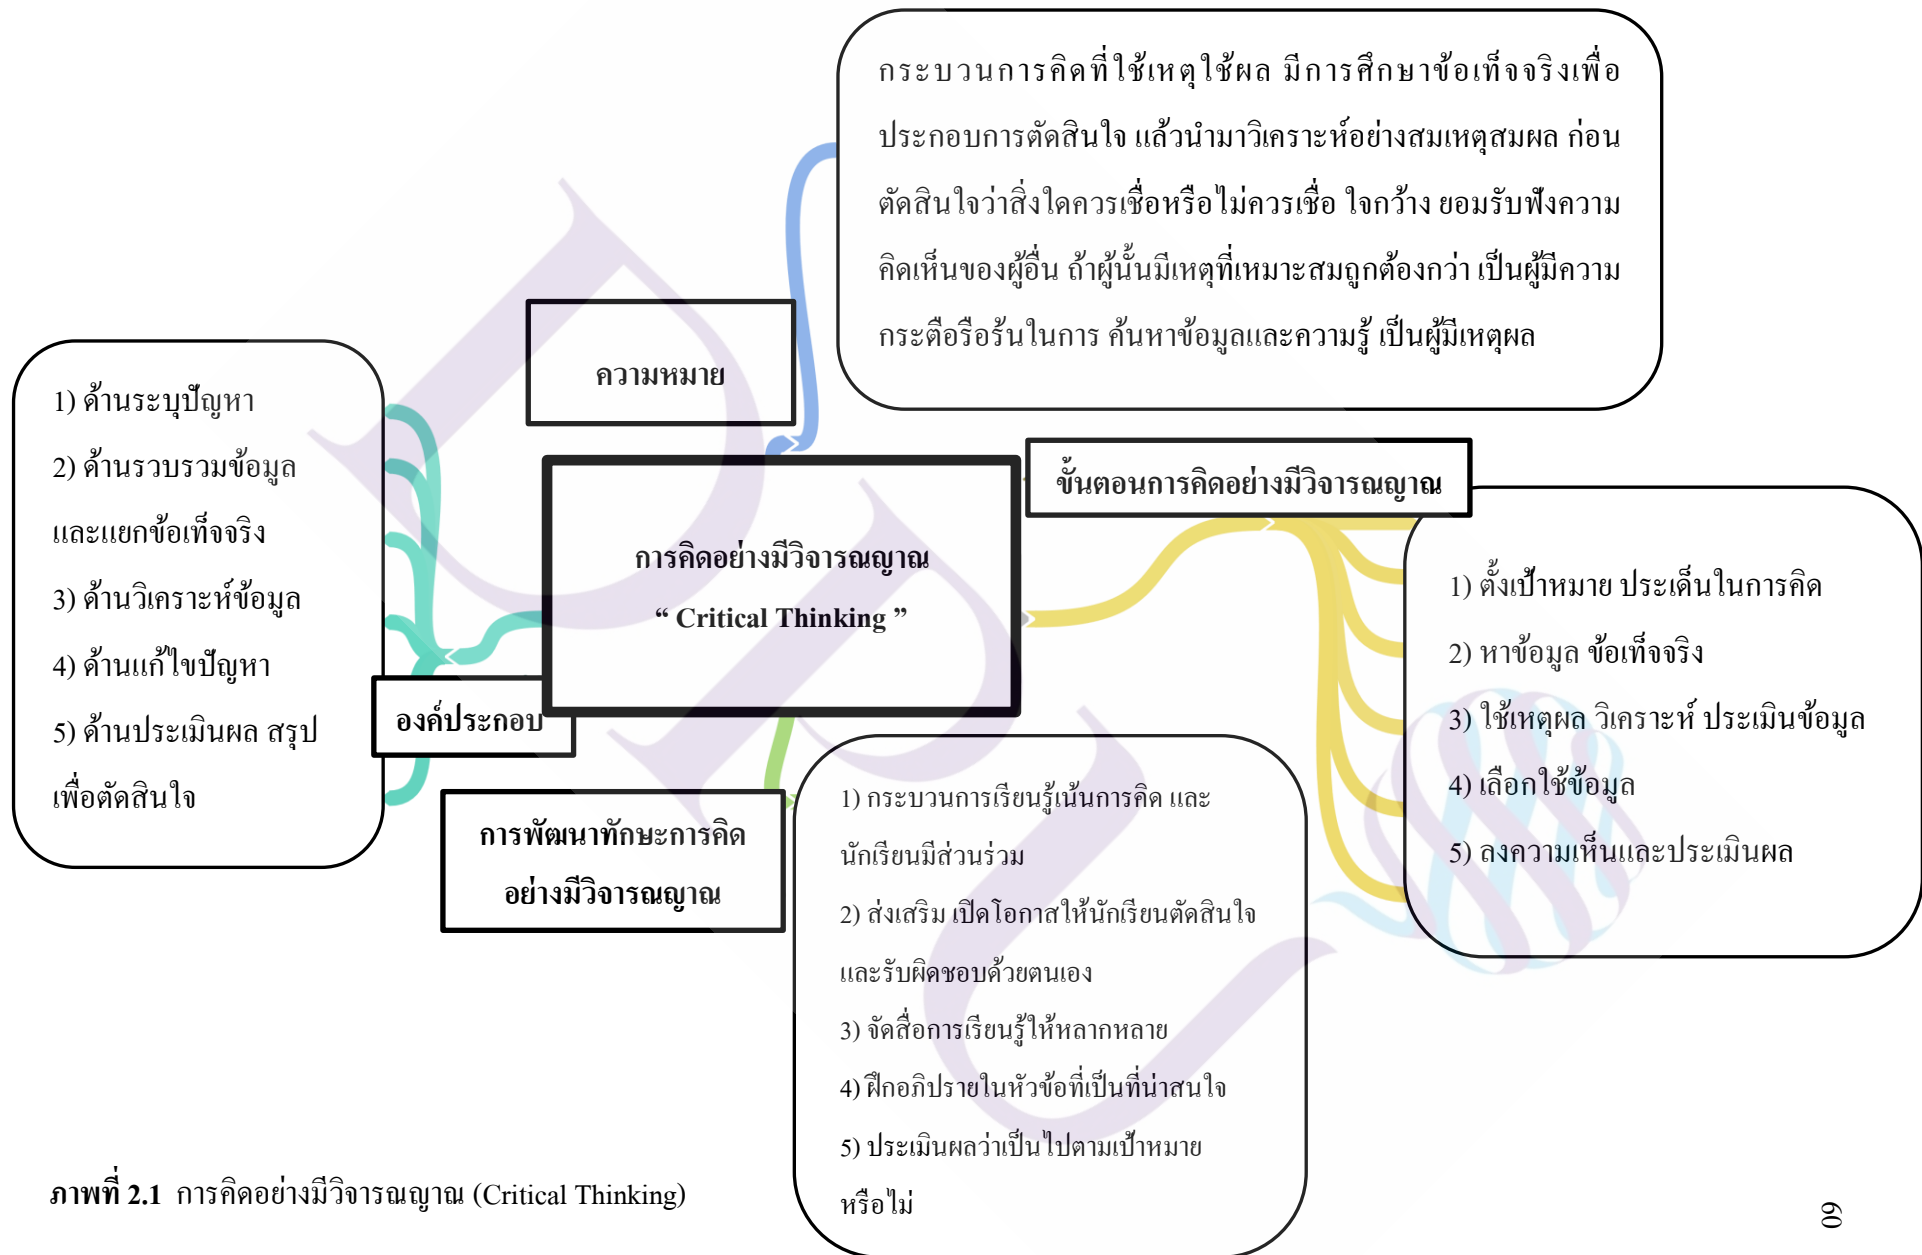 กระบวนการคิดที่ใช้เหตุใช้ผล มีการศึกษาข้อเท็จจริงเพื่อ
ประกอบการตัดสินใจ แล้วนำมาวิเคราะห์อย่างสมเหตุสมผล ก่อน
ตัดสินใจว่าสิ่งใดควรเชื่อหรือไม่ควรเชื่อ ใจกว้าง ยอมรับฟังความ
คิดเห็นของผู้อื่น ถ้าผู้นั้นมีเหตุที่เหมาะสมถูกต้องกว่า เป็นผู้มีความ
กระตือรือร้นในการ ค้นหาข้อมูลและความรู้ เป็นผู้มีเหตุผล
ความหมาย
1) ด้านระบุปัญหา
2) ด้านรวบรวมข้อมูล
และแยกข้อเท็จจริง
3) ด้านวิเคราะห์ข้อมูล
4) ด้านแก้ไขปัญหา
5) ด้านประเมินผล สรุป
เพื่อตัดสินใจ
องค์ประกอบ
การคิดอย่างมีวิจารณญาณ
“ Critical Thinking ”
ขั้นตอนการคิดอย่างมีวิจารณญาณ
1) ตั้งเป้าหมาย ประเด็นในการคิด
2) หาข้อมูล ข้อเท็จจริง
3) ใช้เหตุผล วิเคราะห์ ประเมินข้อมูล
4) เลือกใช้ข้อมูล
5) ลงความเห็นและประเมินผล
การพัฒนาทักษะการคิด
อย่างมีวิจารณญาณ
1) กระบวนการเรียนรู้เน้นการคิด และ
นักเรียนมีส่วนร่วม
2) ส่งเสริม เปิดโอกาสให้นักเรียนตัดสินใจ
และรับผิดชอบด้วยตนเอง
3) จัดสื่อการเรียนรู้ให้หลากหลาย
4) ฝึกอภิปรายในหัวข้อที่เป็นที่น่าสนใจ
5) ประเมินผลว่าเป็นไปตามเป้าหมาย
หรือไม่
ภาพที่ 2.1 การคิดอย่างมีวิจารณญาณ (Critical Thinking)
60
DPU